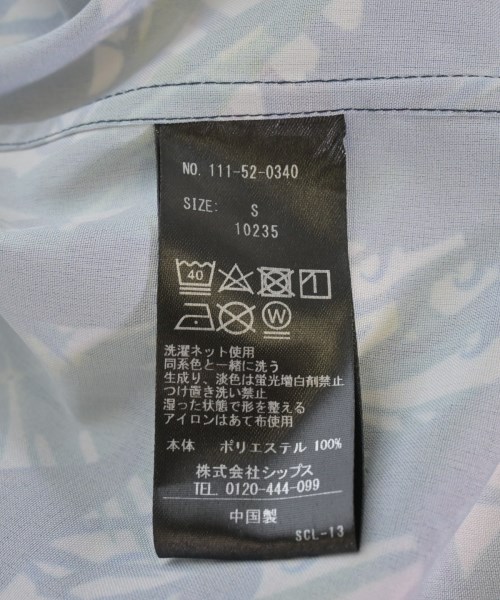 NO. 111-52-0340
SIZE: S
10235
40
W
洗濯ネット使用
同系色と一緒に洗う
生成り、淡色は蛍光増白剤禁止
つけ置き洗い禁止
湿った状態で形を整える
アイロンはあて布使用
本体 ポリエステル 100%
株式会社シップス
TEL. 0120-444-099
中国製
SCL-13